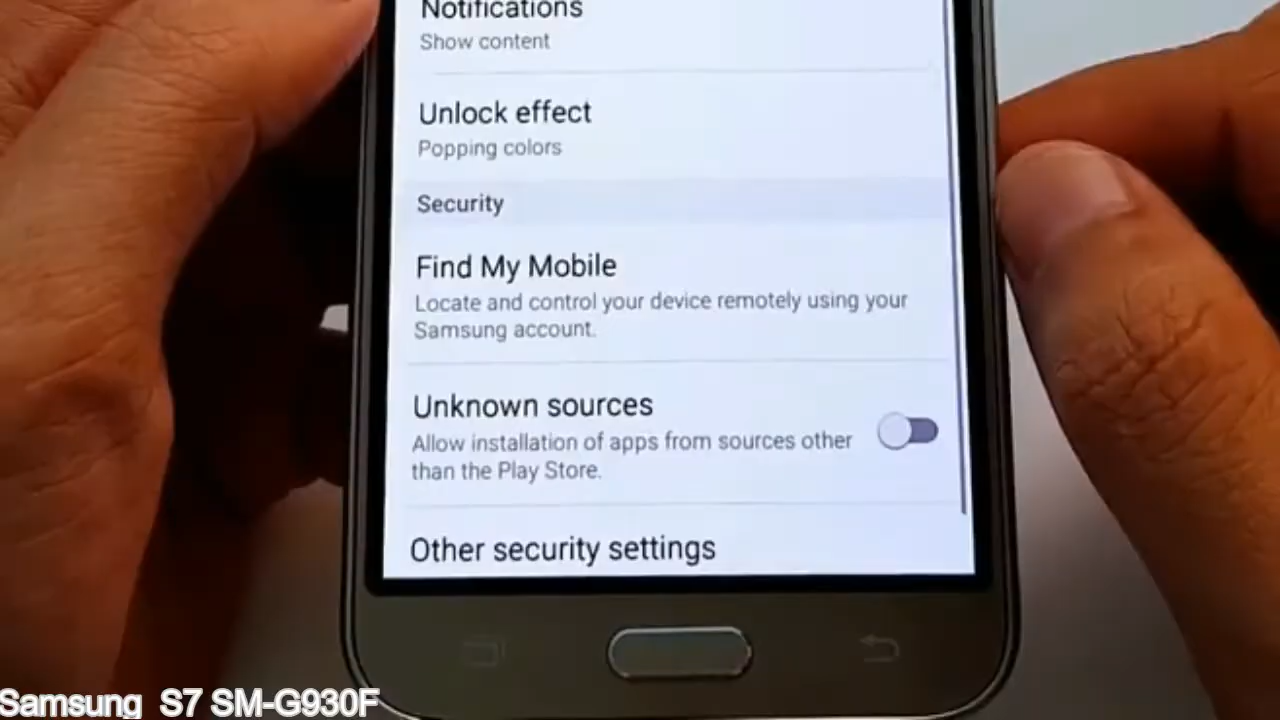 Notifications
Show content
Unlock effect
Popping colors
Security
Find My Mobile
Locate and control your device remotely using your
Samsung account.
Unknown sources
Allow installation of apps from sources other
than the Play Store.
Other security settings
Samsung S7 SM-G930F